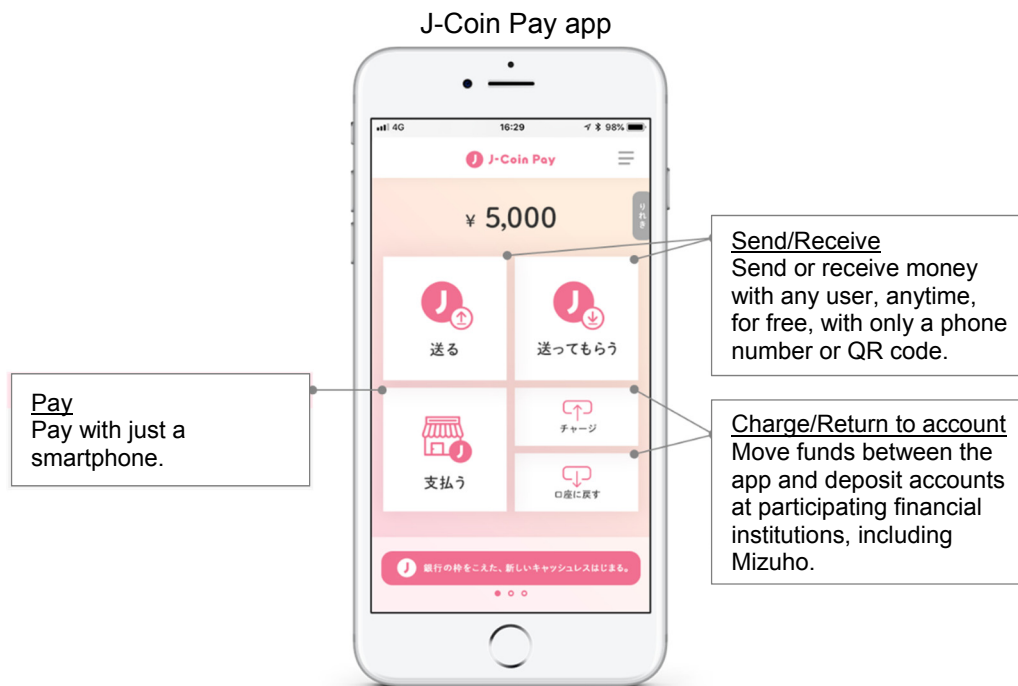 J-Coin Pay app
4G 16:29 98%
J J-Coin Pay
¥ 5,000
りれき
送る
送ってもらう
支払う
チャージ
口座に戻す
J 銀行の枠をこえた、新しいキャッシュレスはじまる。
Pay
Pay with just a
smartphone.
Send/Receive
Send or receive money
with any user, anytime,
for free, with only a phone
number or QR code.
Charge/Return to account
Move funds between the
app and deposit accounts
at participating financial
institutions, including
Mizuho.